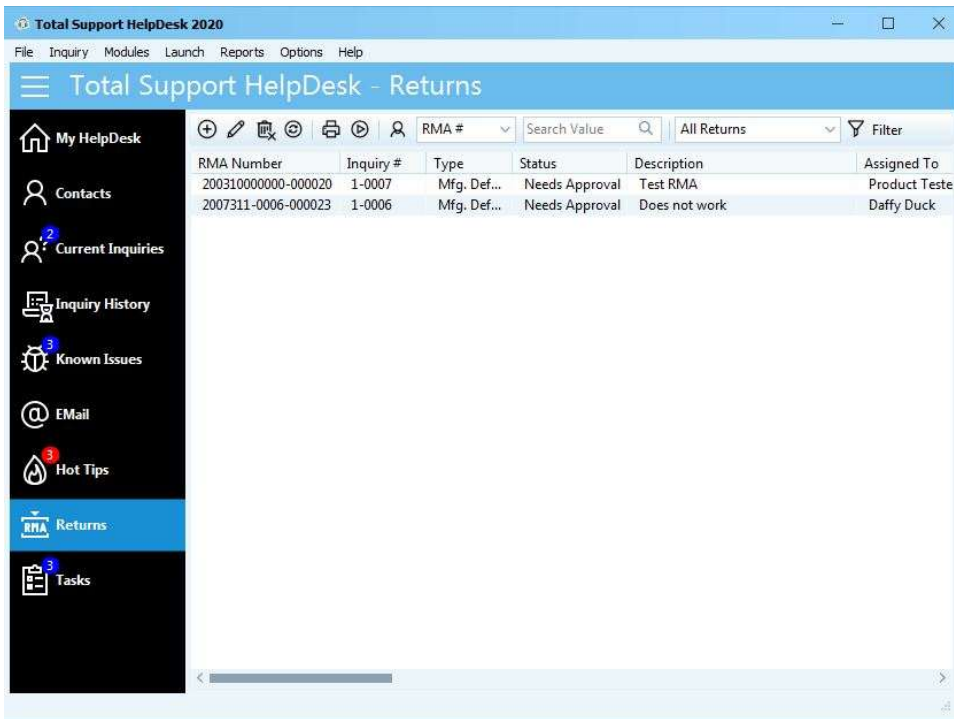 Total Support HelpDesk 2020
File Inquiry Modules Launch Reports Options Help
Total Support HelpDesk - Returns
My HelpDesk
Contacts
2
Current Inquiries
Inquiry History
3
Known Issues
@ EMail
3
Hot Tips
RMA Returns
3
Tasks
RMA # Search Value All Returns Filter
RMA Number Inquiry # Type Status Description Assigned To
200310000000-000020 1-0007 Mfg. Def... Needs Approval Test RMA Product Teste
2007311-0006-000023 1-0006 Mfg. Def... Needs Approval Does not work Daffy Duck